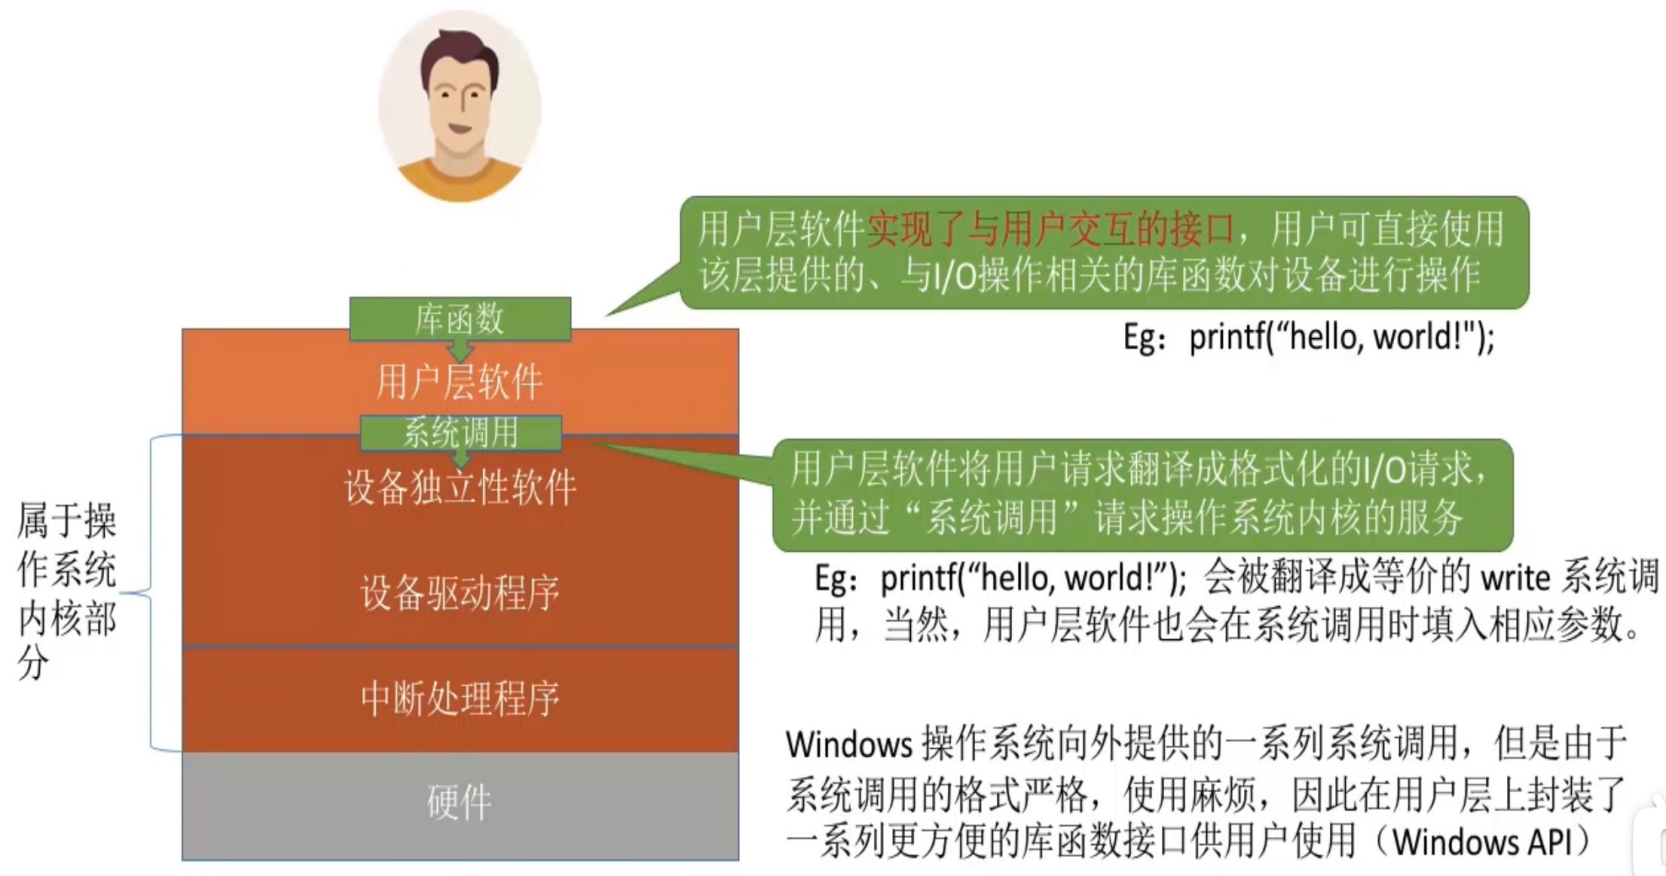 用户层软件实现了与用户交互的接口，用户可直接使用
该层提供的、与I/O操作相关的库函数对设备进行操作
库函数
Eg：printf(“hello, world!");
用户层软件
系统调用
用户层软件将用户请求翻译成格式化的I/O请求，
并通过“系统调用”请求操作系统内核的服务
设备独立性软件
属于操
作系统
内核部
分
Eg：printf(“hello, world!”); 会被翻译成等价的 write 系统调
用，当然，用户层软件也会在系统调用时填入相应参数。
设备驱动程序
中断处理程序
Windows 操作系统向外提供的一系列系统调用，但是由于
系统调用的格式严格，使用麻烦，因此在用户层上封装了
一系列更方便的库函数接口供用户使用（Windows API）
硬件